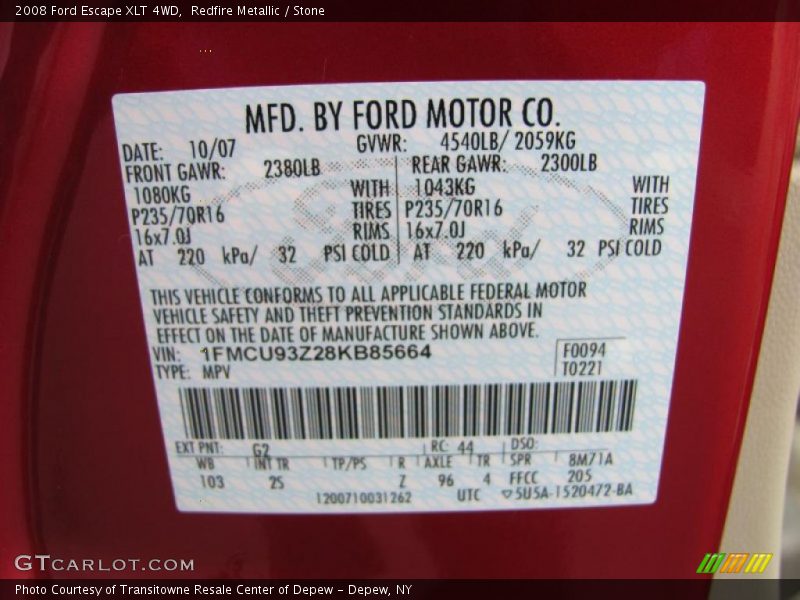 2008 Ford Escape XLT 4WD, Redfire Metallic / Stone
MFD. BY FORD MOTOR CO.
DATE: 10/07 GVWR: 4540LB/ 2059KG
FRONT GAWR: 2380LB REAR GAWR: 2300LB
1080KG WITH 1043KG WITH
P235/70R16 TIRES P235/70R16 TIRES
16x7.0J RIMS 16x7.0J RIMS
AT 220 kPa/ 32 PSI COLD AT 220 kPa/ 32 PSI COLD
THIS VEHICLE CONFORMS TO ALL APPLICABLE FEDERAL MOTOR
VEHICLE SAFETY AND THEFT PREVENTION STANDARDS IN
EFFECT ON THE DATE OF MANUFACTURE SHOWN ABOVE.
VIN: 1FMCU93Z28KB85664 F0094
TYPE: MPV T0221
EXT PNT: G2 RC: 44 DSO:
WB INT TR TP/PS R AXLE TR SPR 8M71A
103 2S Z 96 4 FFCC 205
1200710031262 UTC ▽5U5A-1520472-BA
GTCARLOT.COM
Photo Courtesy of Transitowne Resale Center of Depew – Depew, NY